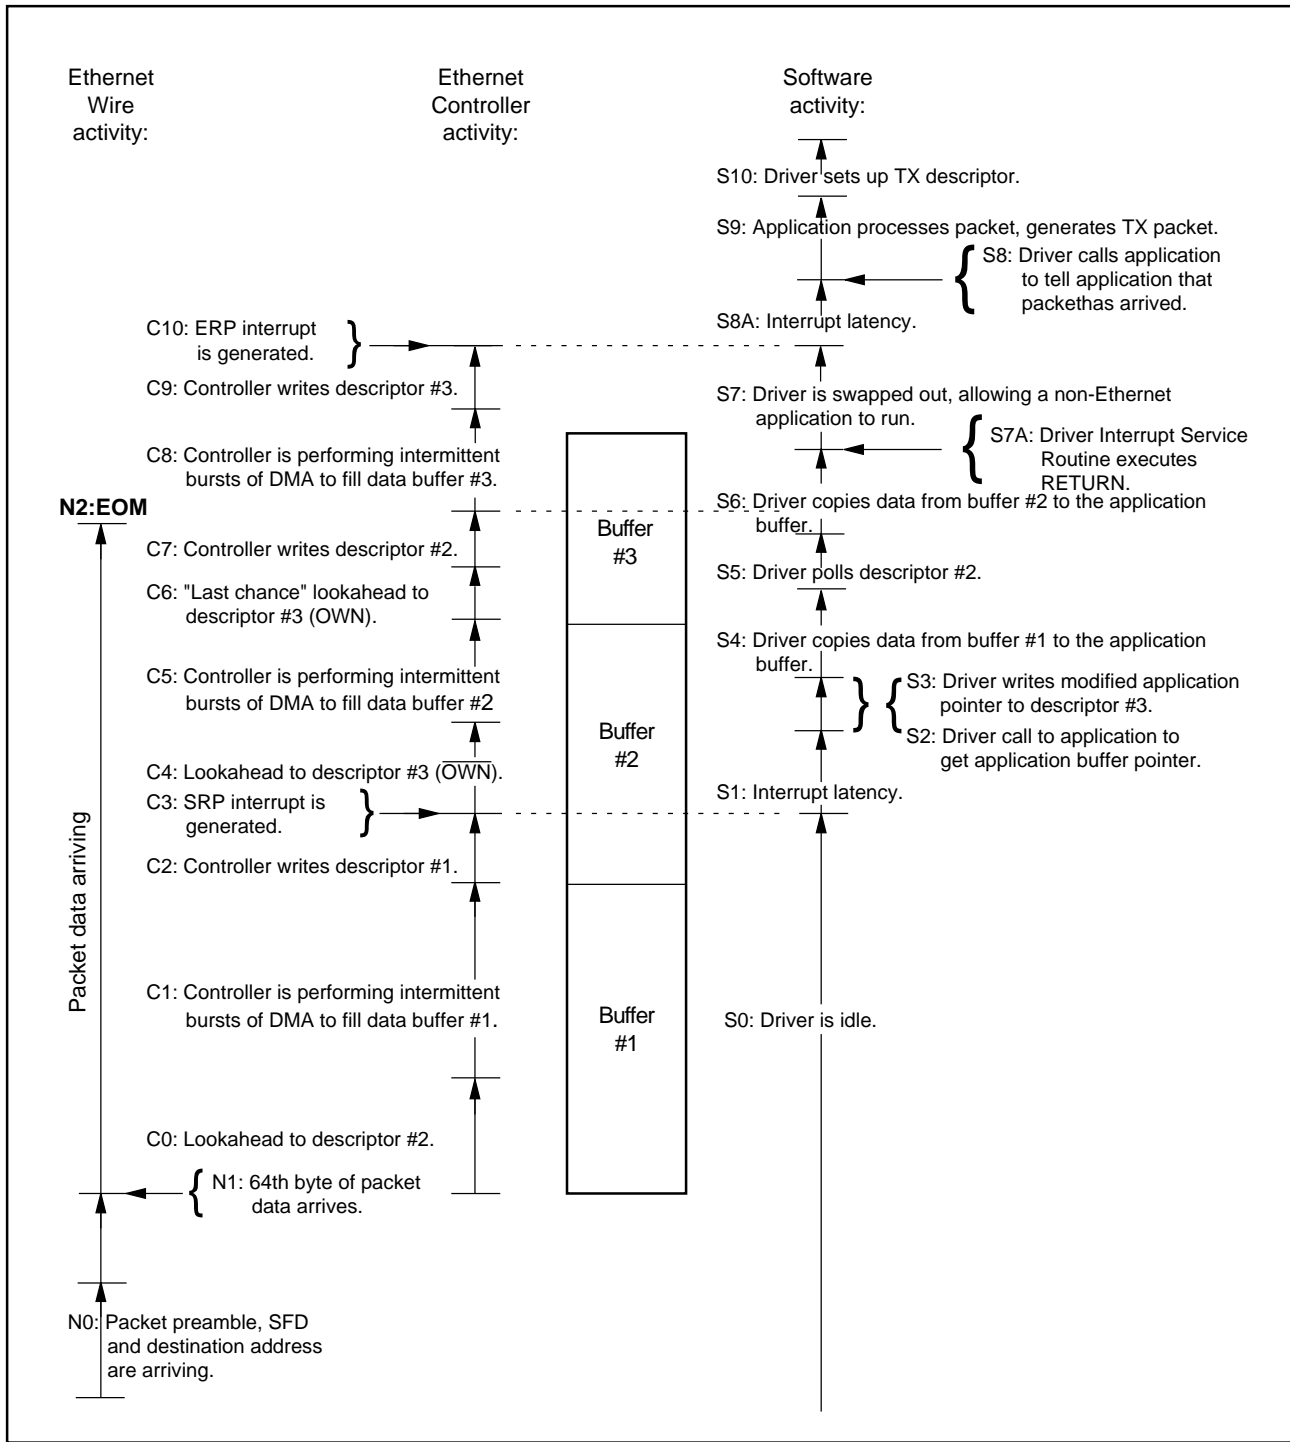 Ethernet
Wire
activity:
Ethernet
Controller
activity:
Software
activity:
S10: Driver sets up TX descriptor.
S9: Application processes packet, generates TX packet.
S8: Driver calls application
to tell application that
packethas arrived.
S8A: Interrupt latency.
C10: ERP interrupt
is generated.
C9: Controller writes descriptor #3.
S7: Driver is swapped out, allowing a non-Ethernet
application to run.
S7A: Driver Interrupt Service
Routine executes
RETURN.
C8: Controller is performing intermittent
bursts of DMA to fill data buffer #3.
N2:EOM
S6: Driver copies data from buffer #2 to the application
buffer.
Buffer
#3
C7: Controller writes descriptor #2.
S5: Driver polls descriptor #2.
C6: "Last chance" lookahead to
descriptor #3 (OWN).
S4: Driver copies data from buffer #1 to the application
buffer.
C5: Controller is performing intermittent
bursts of DMA to fill data buffer #2
S3: Driver writes modified application
pointer to descriptor #3.
S2: Driver call to application to
get application buffer pointer.
Buffer
#2
C4: Lookahead to descriptor #3 (O̅W̅N̅).
S1: Interrupt latency.
C3: SRP interrupt is
generated.
C2: Controller writes descriptor #1.
Packet data arriving
C1: Controller is performing intermittent
bursts of DMA to fill data buffer #1.
Buffer
#1
S0: Driver is idle.
C0: Lookahead to descriptor #2.
N1: 64th byte of packet
data arrives.
N0: Packet preamble, SFD
and destination address
are arriving.